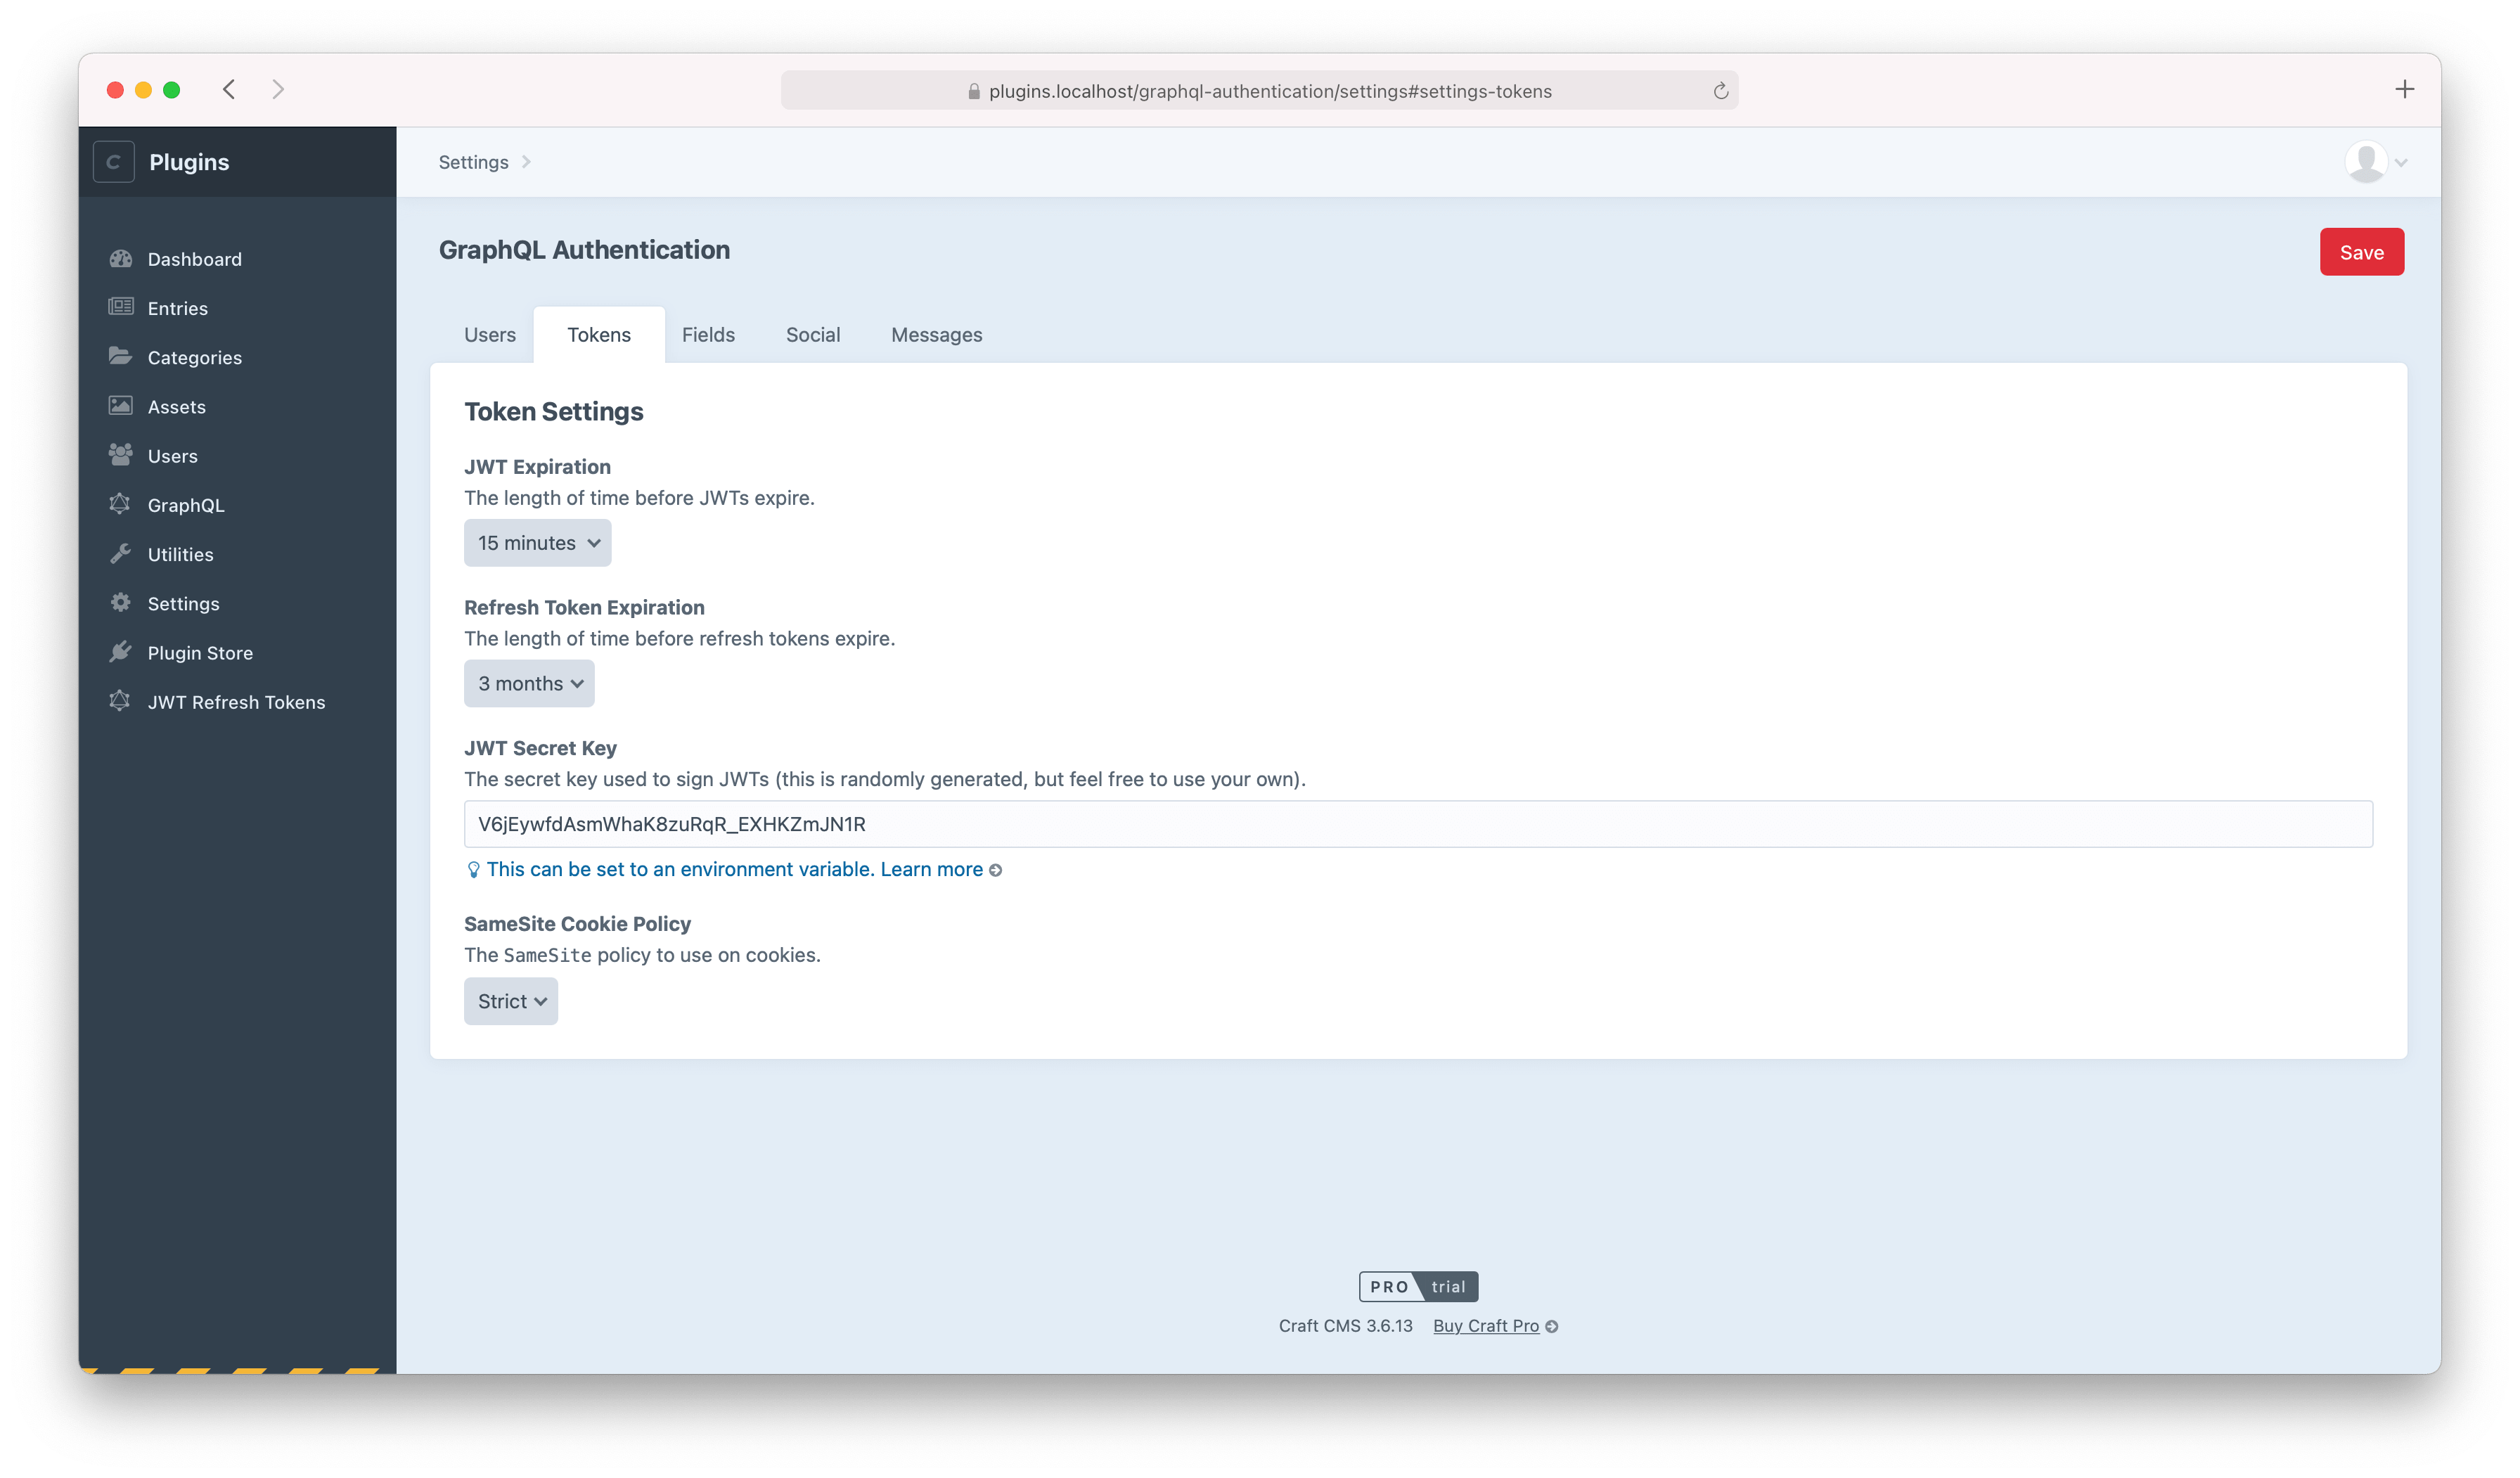 plugins.localhost/graphql-authentication/settings#settings-tokens
C Plugins
Settings
Dashboard
Entries
Categories
Assets
Users
GraphQL
Utilities
Settings
Plugin Store
JWT Refresh Tokens
GraphQL Authentication
Save
Users Tokens Fields Social Messages
Token Settings
JWT Expiration
The length of time before JWTs expire.
15 minutes
Refresh Token Expiration
The length of time before refresh tokens expire.
3 months
JWT Secret Key
The secret key used to sign JWTs (this is randomly generated, but feel free to use your own).
V6jEywfdAsmWhaK8zuRqR_EXHKZmJN1R
This can be set to an environment variable. Learn more
SameSite Cookie Policy
The SameSite policy to use on cookies.
Strict
PRO trial
Craft CMS 3.6.13 Buy Craft Pro